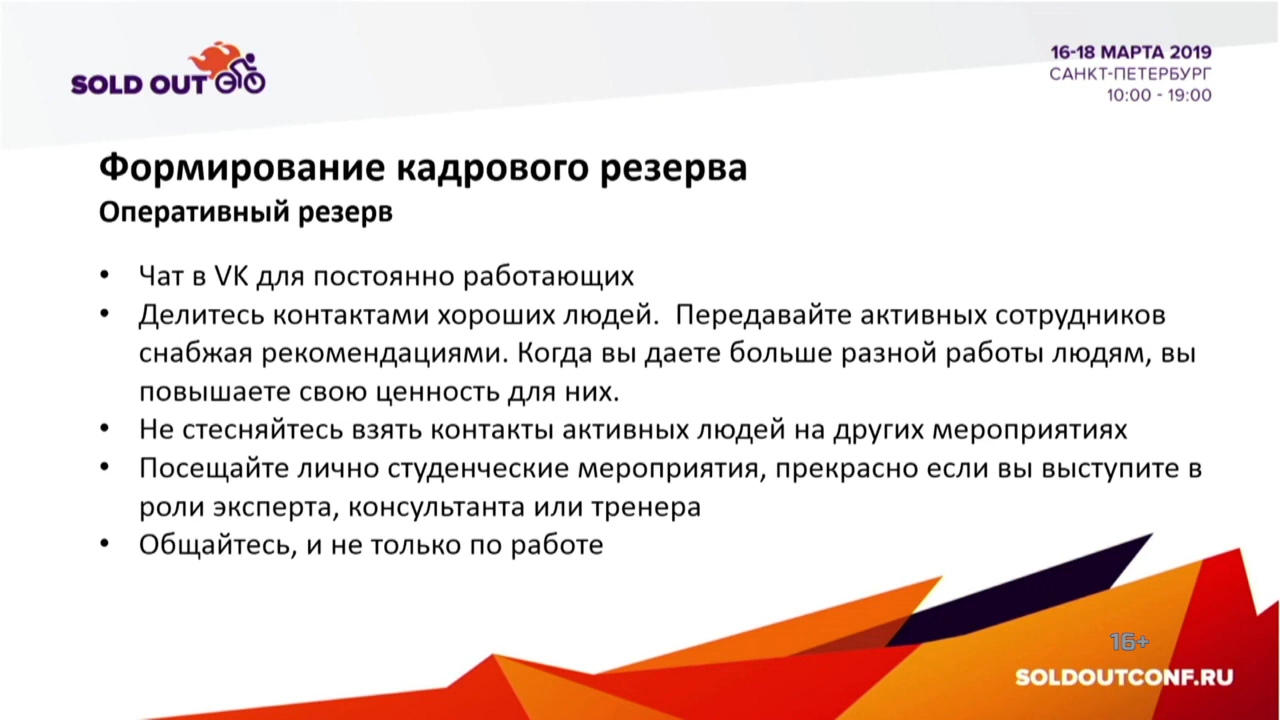 SOLD OUT
16-18 МАРТА 2019
САНКТ-ПЕТЕРБУРГ
10:00 - 19:00
Формирование кадрового резерва
Оперативный резерв
• Чат в VK для постоянно работающих
• Делитесь контактами хороших людей. Передавайте активных сотрудников
снабжая рекомендациями. Когда вы даете больше разной работы людям, вы
повышаете свою ценность для них.
• Не стесняйтесь взять контакты активных людей на других мероприятиях
• Посещайте лично студенческие мероприятия, прекрасно если вы выступите в
роли эксперта, консультанта или тренера
• Общайтесь, и не только по работе
16+
SOLDOUTCONF.RU